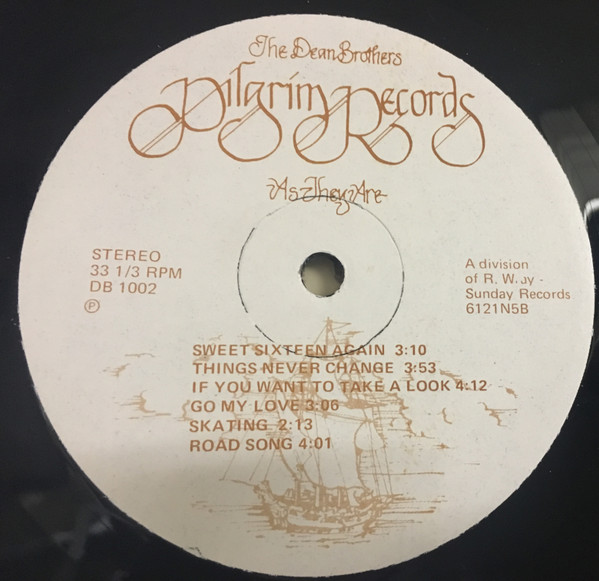 The Dean Brothers
Pilgrim Records
As They Are
STEREO
33 1/3 RPM
DB 1002
Ⓟ
A division
of R.
Sunday Records
6121N5B
SWEET SIXTEEN AGAIN 3:10
THINGS NEVER CHANGE 3:53
IF YOU WANT TO TAKE A LOOK 4:12
GO MY LOVE 3:06
SKATING 2:13
ROAD SONG 4:01